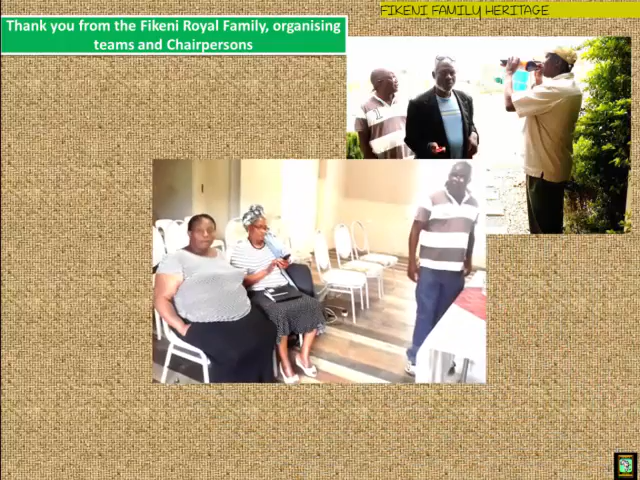 FIKENI FAMILY HERITAGE
Thank you from the Fikeni Royal Family, organising
teams and Chairpersons